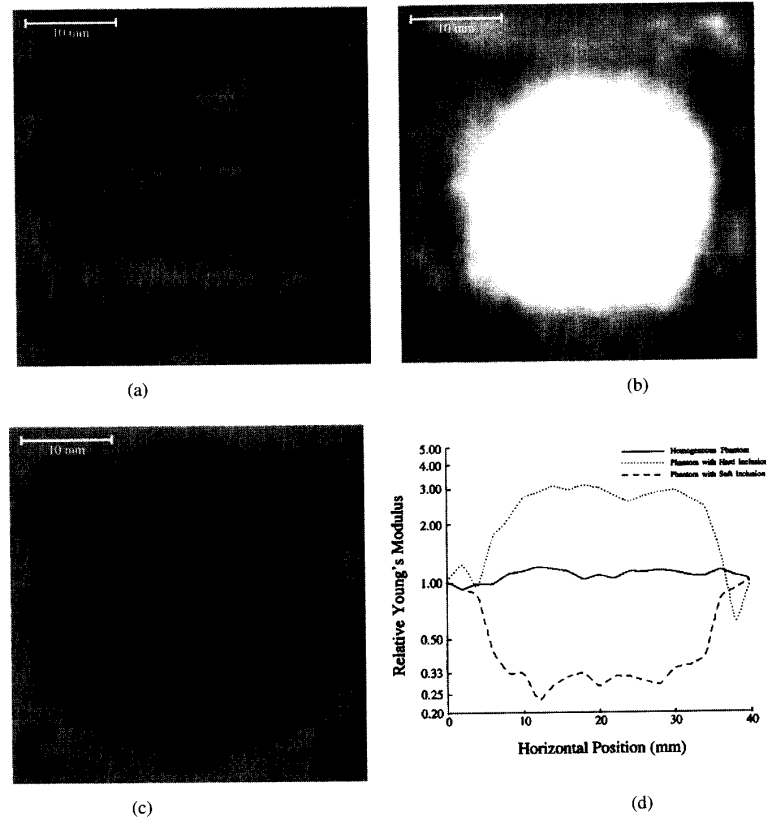 10 mm
10 mm
(a)
(b)
10 mm
(c)
5.00
4.00
3.00
2.00
1.00
0.50
0.33
0.25
0.20
Relative Young's Modulus
Homogenous Phantom
Phantom with Hard Inclusion
Phantom with Soft Inclusion
0 10 20 30 40
Horizontal Position (mm)
(d)